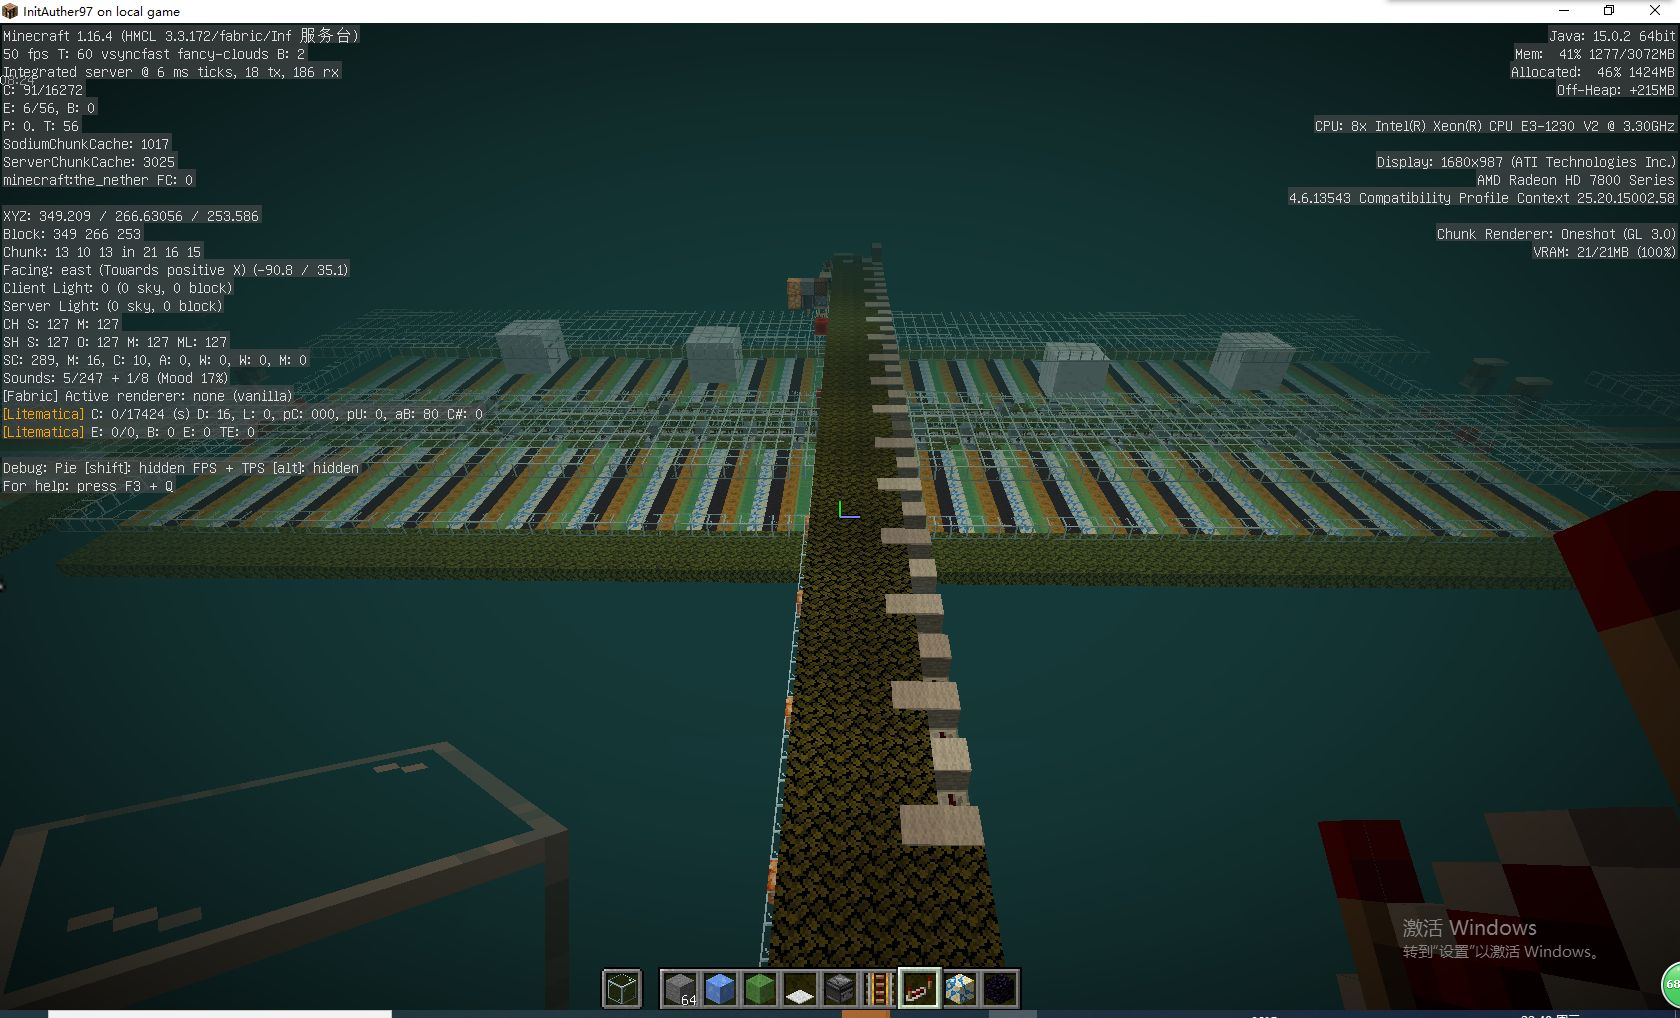 InitAuther97 on local game
Minecraft 1.16.4 (HMCL 3.3.172/fabric/Inf 服务台)
50 fps T: 60 vsyncfast fancy-clouds B: 2
Integrated server @ 6 ms ticks, 18 tx, 186 rx
C: 91/16272
E: 6/56, B: 0
P: 0. T: 56
SodiumChunkCache: 1017
ServerChunkCache: 3025
minecraft:the_nether FC: 0
XYZ: 349.209 / 266.63056 / 253.586
Block: 349 266 253
Chunk: 13 10 13 in 21 16 15
Facing: east (Towards positive X) (-90.8 / 35.1)
Client Light: 0 (0 sky, 0 block)
Server Light: (0 sky, 0 block)
CH S: 127 M: 127
SH S: 127 O: 127 M: 127 ML: 127
SC: 289, M: 16, C: 10, A: 0, W: 0, W: 0, M: 0
Sounds: 5/247 + 1/8 (Mood 17%)
[Fabric] Active renderer: none (vanilla)
[Litematica] C: 0/17424 (s) D: 16, L: 0, pC: 000, pU: 0, aB: 80 C#: 0
[Litematica] E: 0/0, B: 0 E: 0 TE: 0
Debug: Pie [shift]: hidden FPS + TPS [alt]: hidden
For help: press F3 + Q
Java: 15.0.2 64bit
Mem: 41% 1277/3072MB
Allocated: 46% 1424MB
Off-Heap: +215MB
CPU: 8x Intel(R) Xeon(R) CPU E3-1230 V2 @ 3.30GHz
Display: 1680x987 (ATI Technologies Inc.)
AMD Radeon HD 7800 Series
4.6.13543 Compatibility Profile Context 25.20.15002.58
Chunk Renderer: Oneshot (GL 3.0)
VRAM: 21/21MB (100%)
激活 Windows
转到“设置”以激活 Windows。
64
68